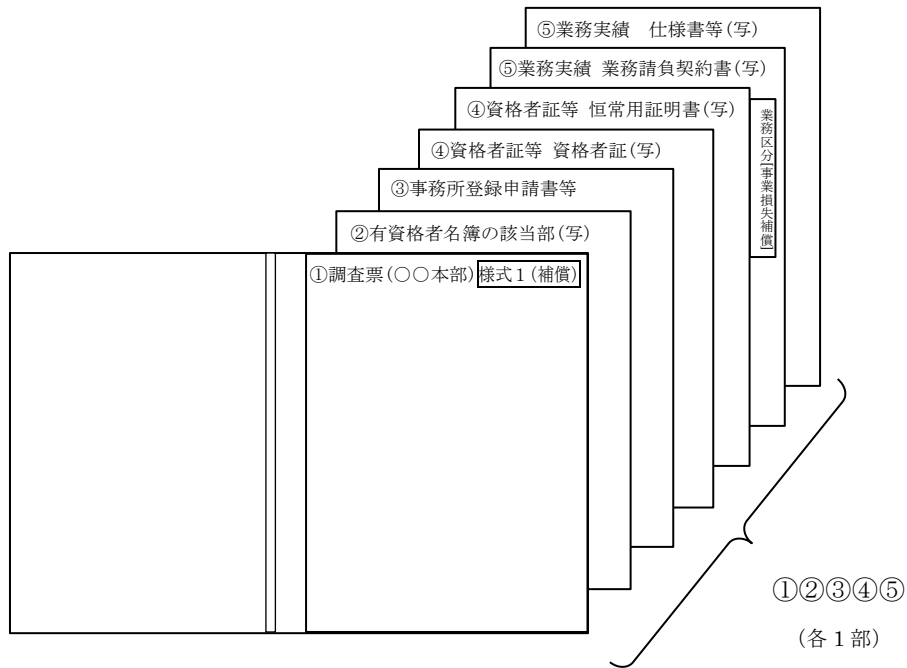 ⑤業務実績　仕様書等(写)
⑤業務実績 業務請負契約書(写)
④資格者証等 恒常用証明書(写)
業務区分[事業損失補償]
④資格者証等 資格者証(写)
③事務所登録申請書等
②有資格者名簿の該当部(写)
①調査票(○○本部) 様式１(補償)
①②③④⑤
(各１部)